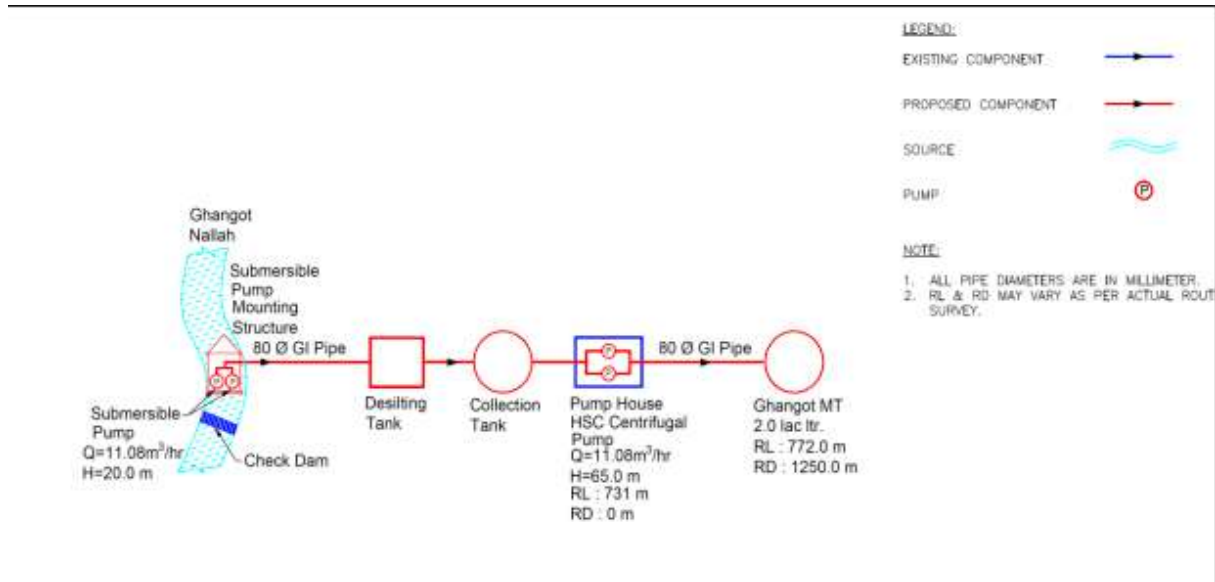 LEGEND:
EXISTING COMPONENT
PROPOSED COMPONENT
SOURCE
PUMP
P
NOTE:
1. ALL PIPE DIAMETERS ARE IN MILLIMETER.
2. RL & RD MAY VARY AS PER ACTUAL ROUT
SURVEY.
Ghangot
Nallah
Submersible
Pump
Mounting
Structure
80 Ø GI Pipe
P
P
Submersible
Pump
Q=11.08m³/hr
H=20.0 m
Check Dam
Desilting
Tank
Collection
Tank
P
P
Pump House
HSC Centrifugal
Pump
Q=11.08m³/hr
H=65.0 m
RL : 731 m
RD : 0 m
80 Ø GI Pipe
Ghangot MT
2.0 lac ltr.
RL : 772.0 m
RD : 1250.0 m